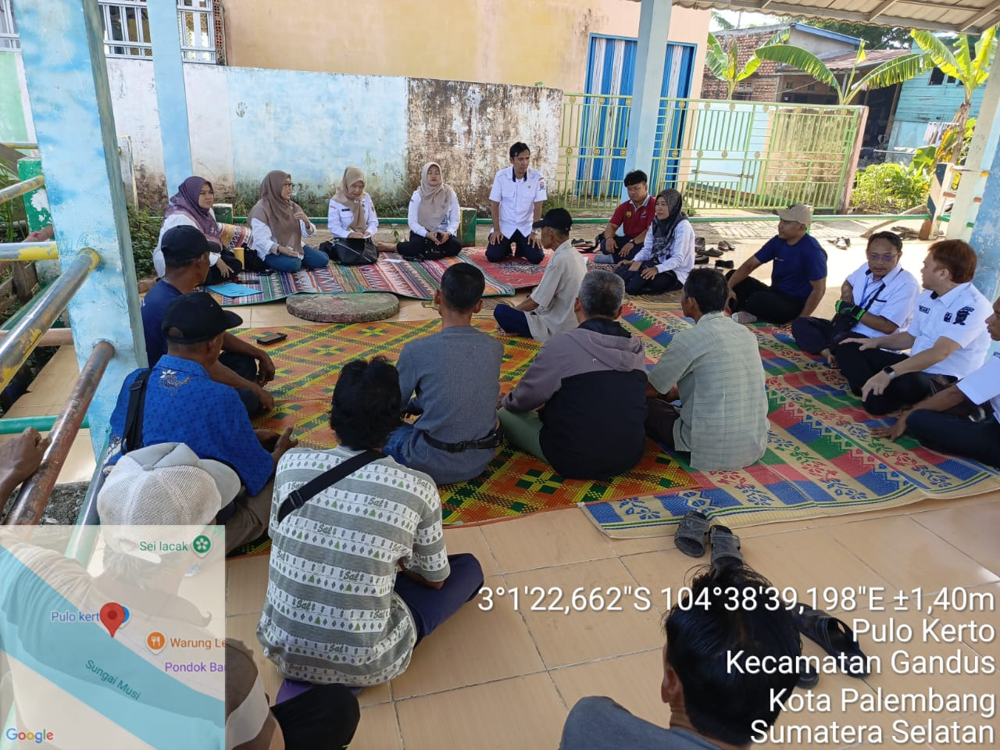 Sei lacak
Pulo kert
Warung Le
Pondok Ba
Sungai Musi
Google
3°1'22,662"S 104°38'39,198"E ±1,40m
Pulo Kerto
Kecamatan Gandus
Kota Palembang
Sumatera Selatan